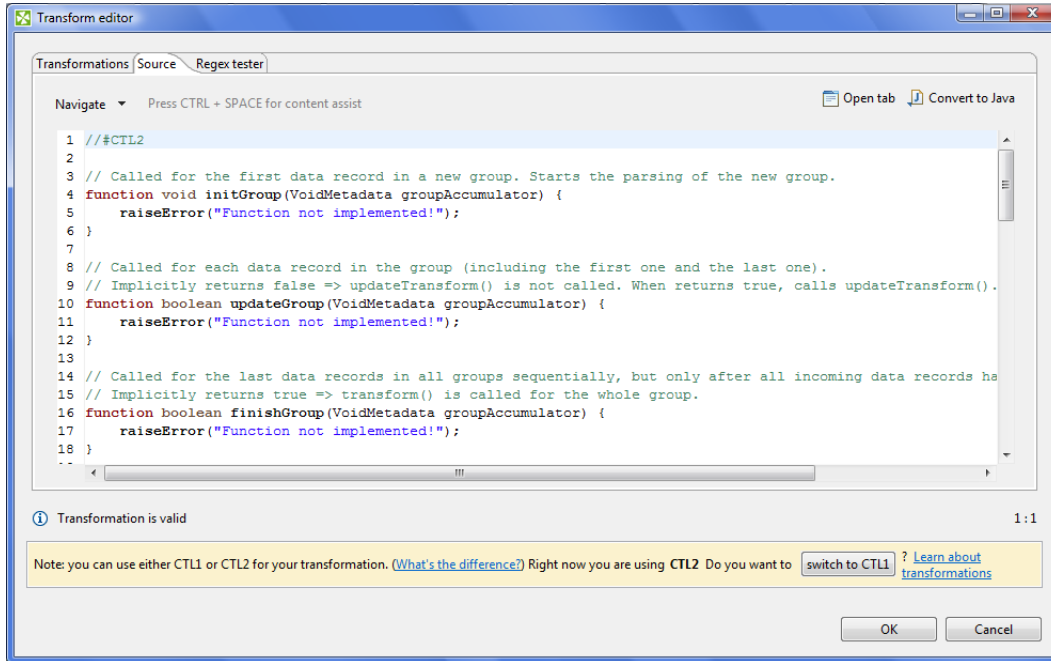 Transform editor
Transformations Source Regex tester
Navigate Press CTRL + SPACE for content assist Open tab Convert to Java
1 //#CTL2
2
3 // Called for the first data record in a new group. Starts the parsing of the new group.
4 function void initGroup(VoidMetadata groupAccumulator) {
5 raiseError("Function not implemented!");
6 }
7
8 // Called for each data record in the group (including the first one and the last one).
9 // Implicitly returns false => updateTransform() is not called. When returns true, calls updateTransform().
10 function boolean updateGroup(VoidMetadata groupAccumulator) {
11 raiseError("Function not implemented!");
12 }
13
14 // Called for the last data records in all groups sequentially, but only after all incoming data records ha
15 // Implicitly returns true => transform() is called for the whole group.
16 function boolean finishGroup(VoidMetadata groupAccumulator) {
17 raiseError("Function not implemented!");
18 }
Transformation is valid 1:1
Note: you can use either CTL1 or CTL2 for your transformation. (What's the difference?) Right now you are using CTL2 Do you want to switch to CTL1 ? Learn about
transformations
OK Cancel